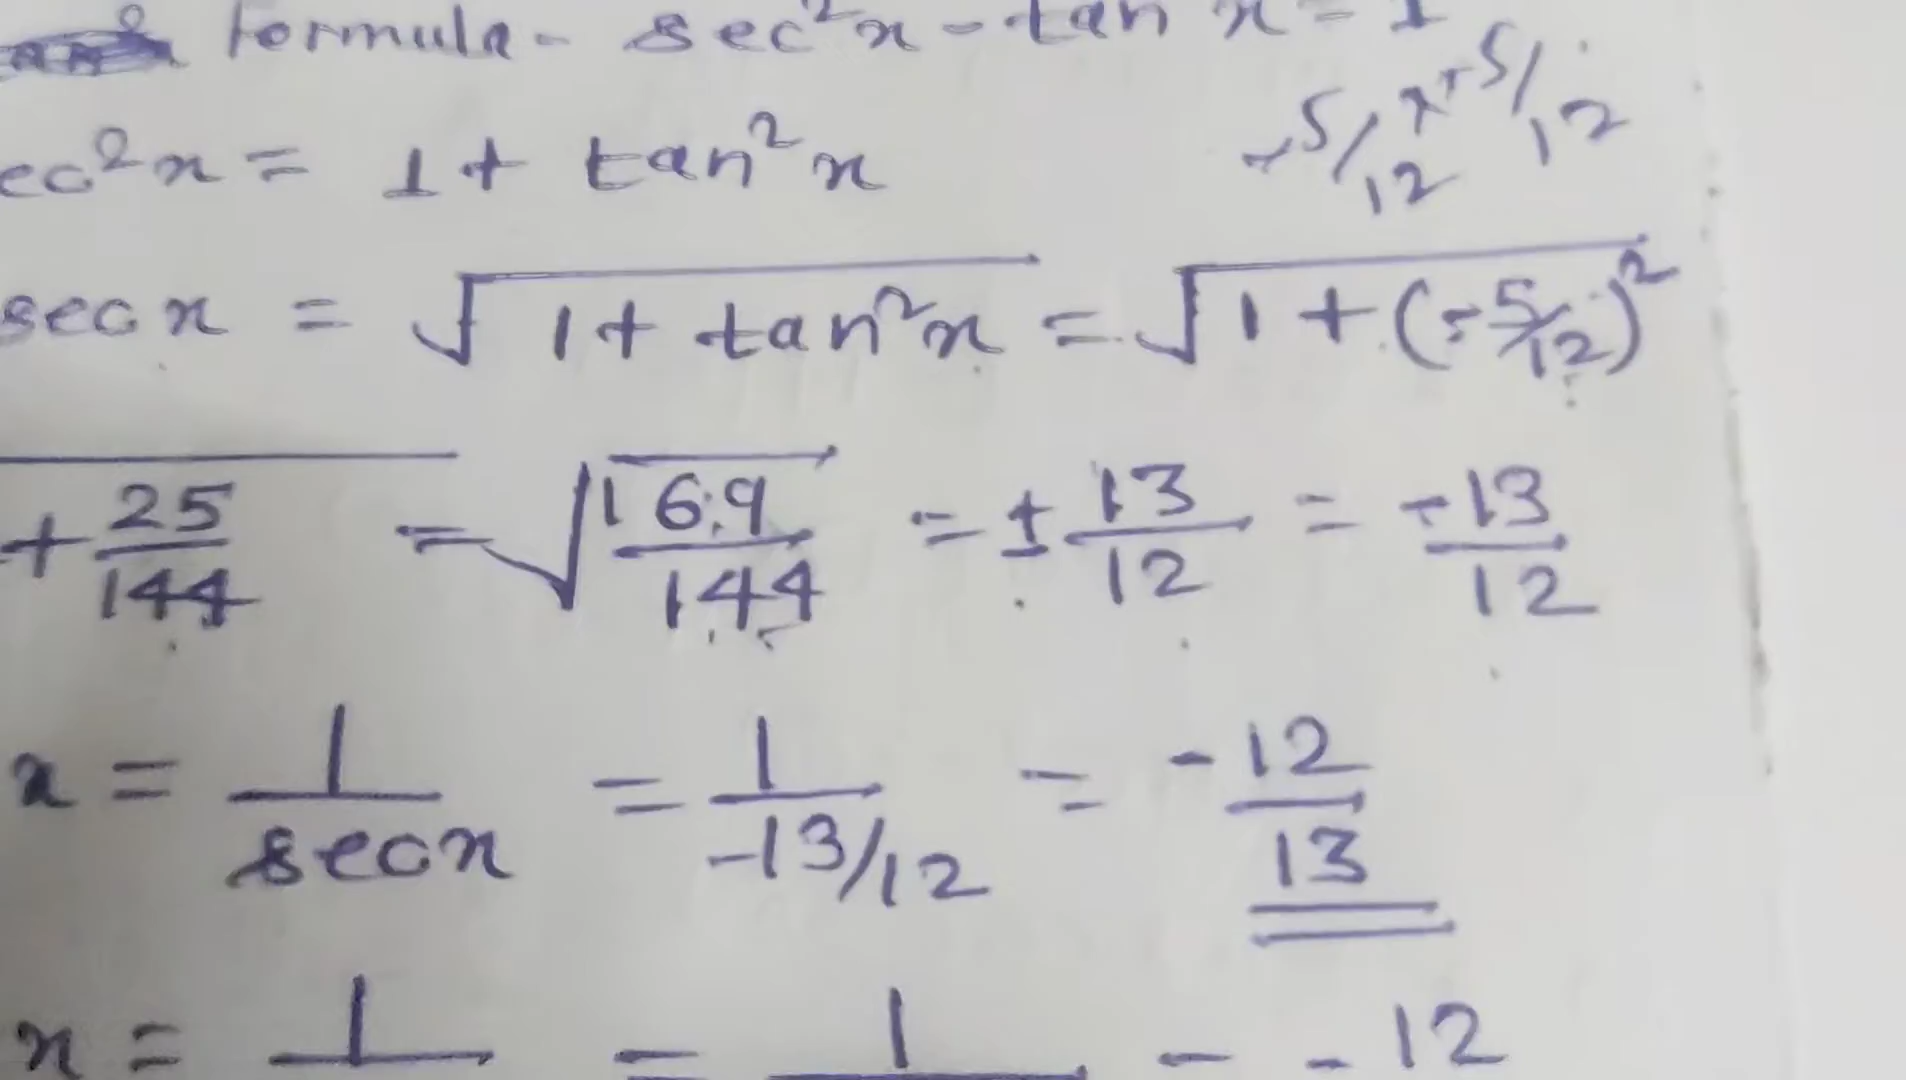 formula - sec²x - tan x = 1
-5/12 x -5/12
ec²x = 1 + tan²x
sec x = √1 + tan²x = √1 + (-5/12)²
+ 25/144 = √169/144 = ± 13/12 = -13/12
x = 1/sec x = 1/-13/12 = -12/13
x = 1 = 1 - -12